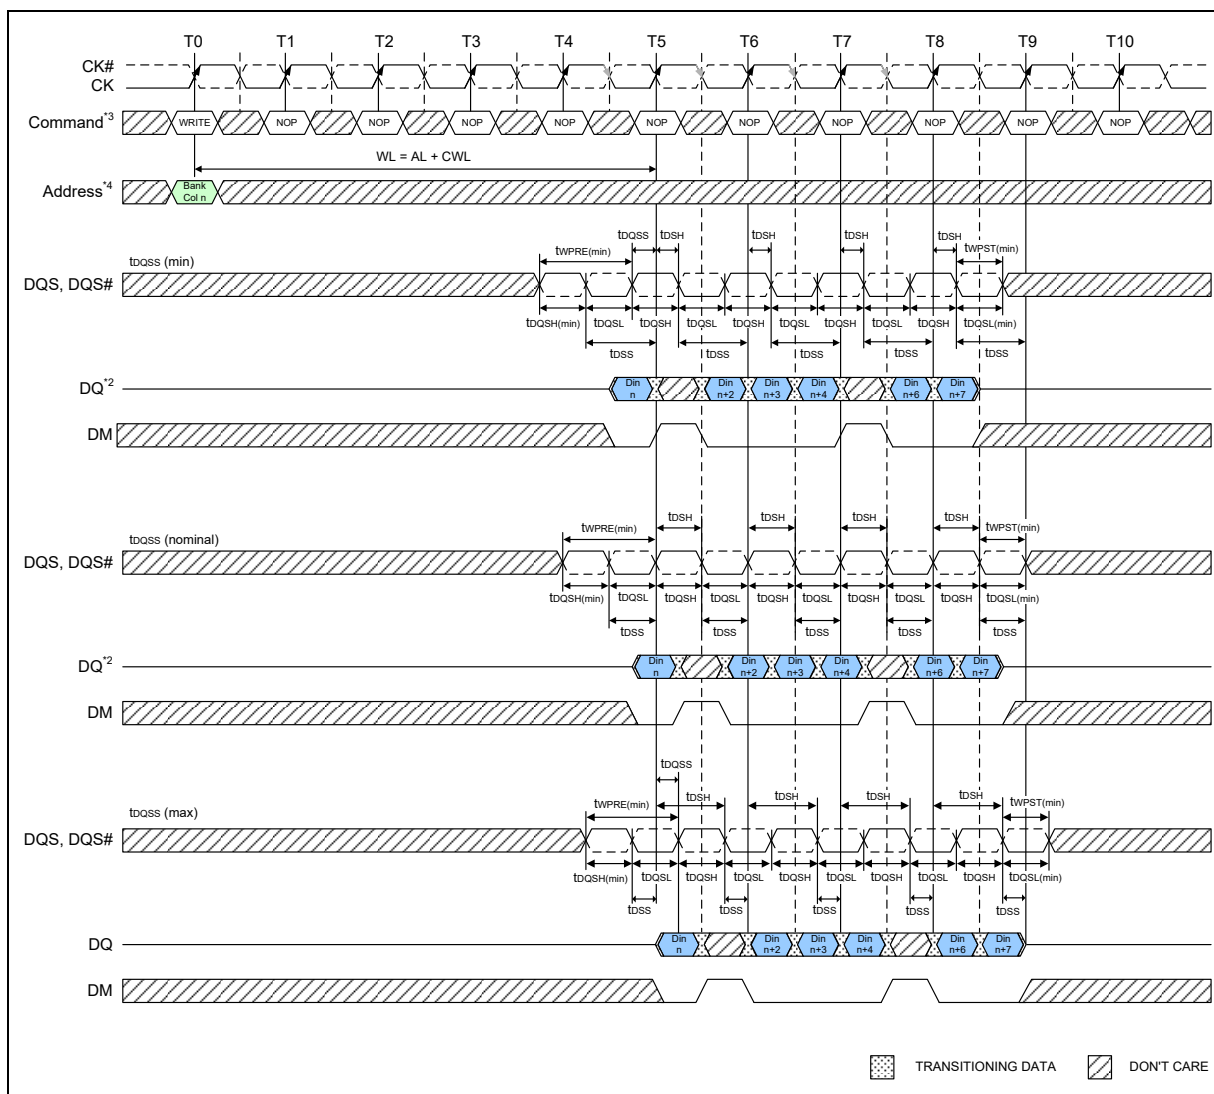 T0 T1 T2 T3 T4 T5 T6 T7 T8 T9 T10
CK#
CK
Command*3 WRITE NOP NOP NOP NOP NOP NOP NOP NOP NOP NOP
WL = AL + CWL
Address*4 Bank
Col n
tDQSS tDSH tDSH tDSH tDSH
tWPRE(min) tWPST(min)
tDQSS (min)
DQS, DQS#
tDQSH(min) tDQSL tDQSH tDQSL tDQSH tDQSL tDQSH tDQSL tDQSH tDQSL(min)
tDSS tDSS tDSS tDSS tDSS
DQ*2 Din n Din n+2 Din n+3 Din n+4 Din n+6 Din n+7
DM
tWPRE(min) tDSH tDSH tDSH tDSH tWPST(min)
tDQSS (nominal)
DQS, DQS#
tDQSH(min) tDQSL tDQSH tDQSL tDQSH tDQSL tDQSH tDQSL tDQSH tDQSL(min)
tDSS tDSS tDSS tDSS tDSS
DQ*2 Din n Din n+2 Din n+3 Din n+4 Din n+6 Din n+7
DM
tDQSS
tWPRE(min) tDSH tDSH tDSH tDSH tWPST(min)
tDQSS (max)
DQS, DQS#
tDQSH(min) tDQSL tDQSH tDQSL tDQSH tDQSL tDQSH tDQSL tDQSH tDQSL(min)
tDSS tDSS tDSS tDSS tDSS
DQ Din n Din n+2 Din n+3 Din n+4 Din n+6 Din n+7
DM
TRANSITIONING DATA DON'T CARE